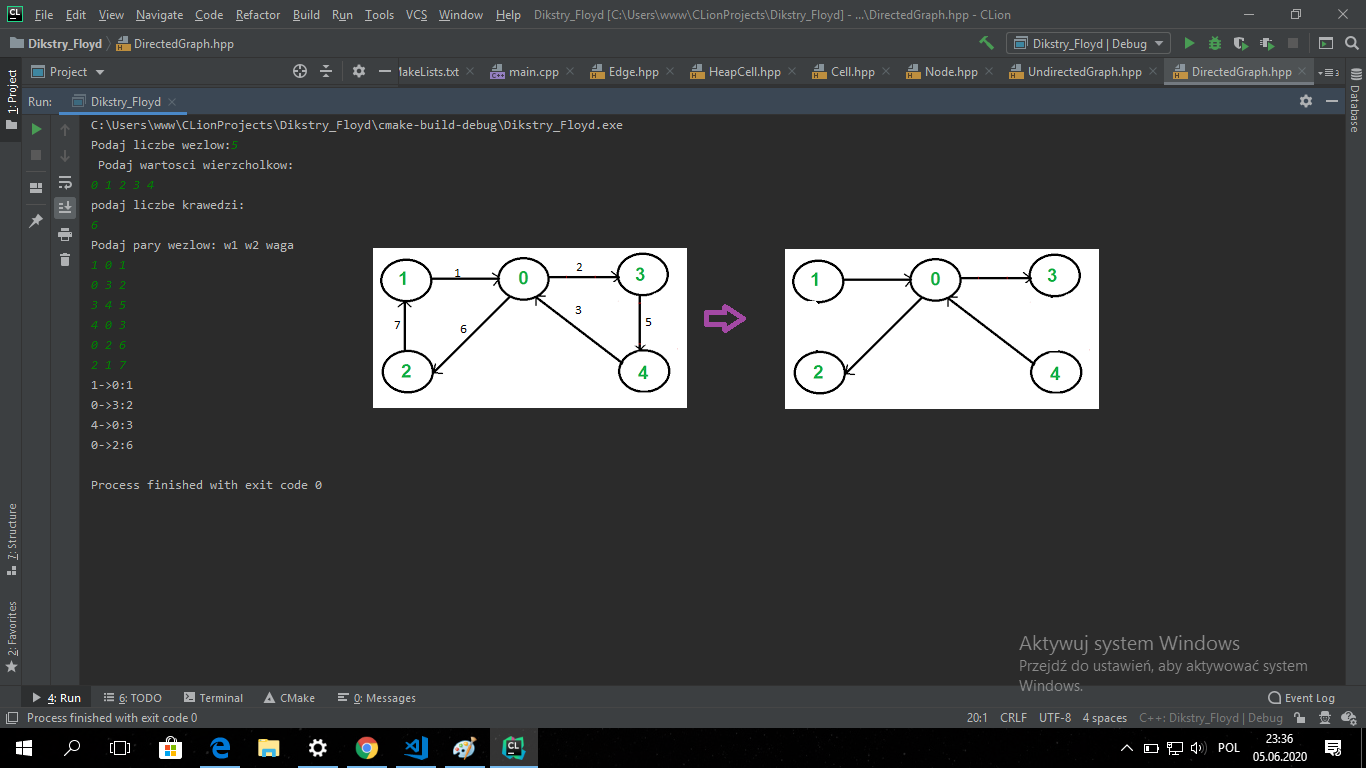 CL File Edit View Navigate Code Refactor Build Run Tools VCS Window Help Dikstry_Floyd [C:\Users\www\CLionProjects\Dikstry_Floyd] - ...\DirectedGraph.hpp - CLion
Dikstry_Floyd DirectedGraph.hpp Dikstry_Floyd | Debug
1: Project
Project MakeLists.txt main.cpp Edge.hpp HeapCell.hpp Cell.hpp Node.hpp UndirectedGraph.hpp DirectedGraph.hpp
Database
Run: Dikstry_Floyd
C:\Users\www\CLionProjects\Dikstry_Floyd\cmake-build-debug\Dikstry_Floyd.exe
Podaj liczbe wezlow:5
Podaj wartosci wierzcholkow:
0 1 2 3 4
podaj liczbe krawedzi:
6
Podaj pary wezlow: w1 w2 waga
1 0 1
0 3 2
3 4 5
4 0 3
0 2 6
2 1 7
1->0:1
0->3:2
4->0:3
0->2:6
Process finished with exit code 0
1 1 0 2 3
7 6 3 5
2 4
1 0 3
2 4
7: Structure
2: Favorites
Aktywuj system Windows
Przejdź do ustawień, aby aktywować system
Windows.
4: Run 6: TODO Terminal CMake 0: Messages Event Log
Process finished with exit code 0 20:1 CRLF UTF-8 4 spaces C++: Dikstry_Floyd | Debug
CL POL 23:36
05.06.2020